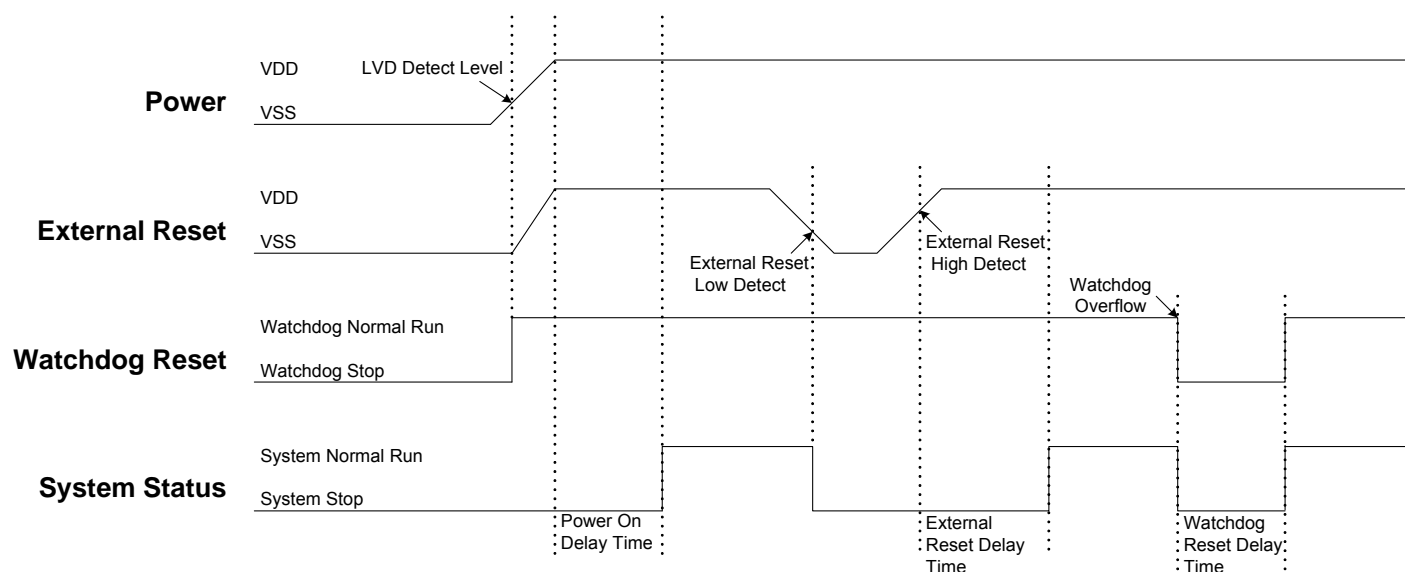 VDD
LVD Detect Level
Power
VSS
VDD
External Reset
VSS
External Reset
Low Detect
External Reset
High Detect
Watchdog
Overflow
Watchdog Normal Run
Watchdog Reset
Watchdog Stop
System Normal Run
System Status
System Stop
Power On
Delay Time
External
Reset Delay
Time
Watchdog
Reset Delay
Time